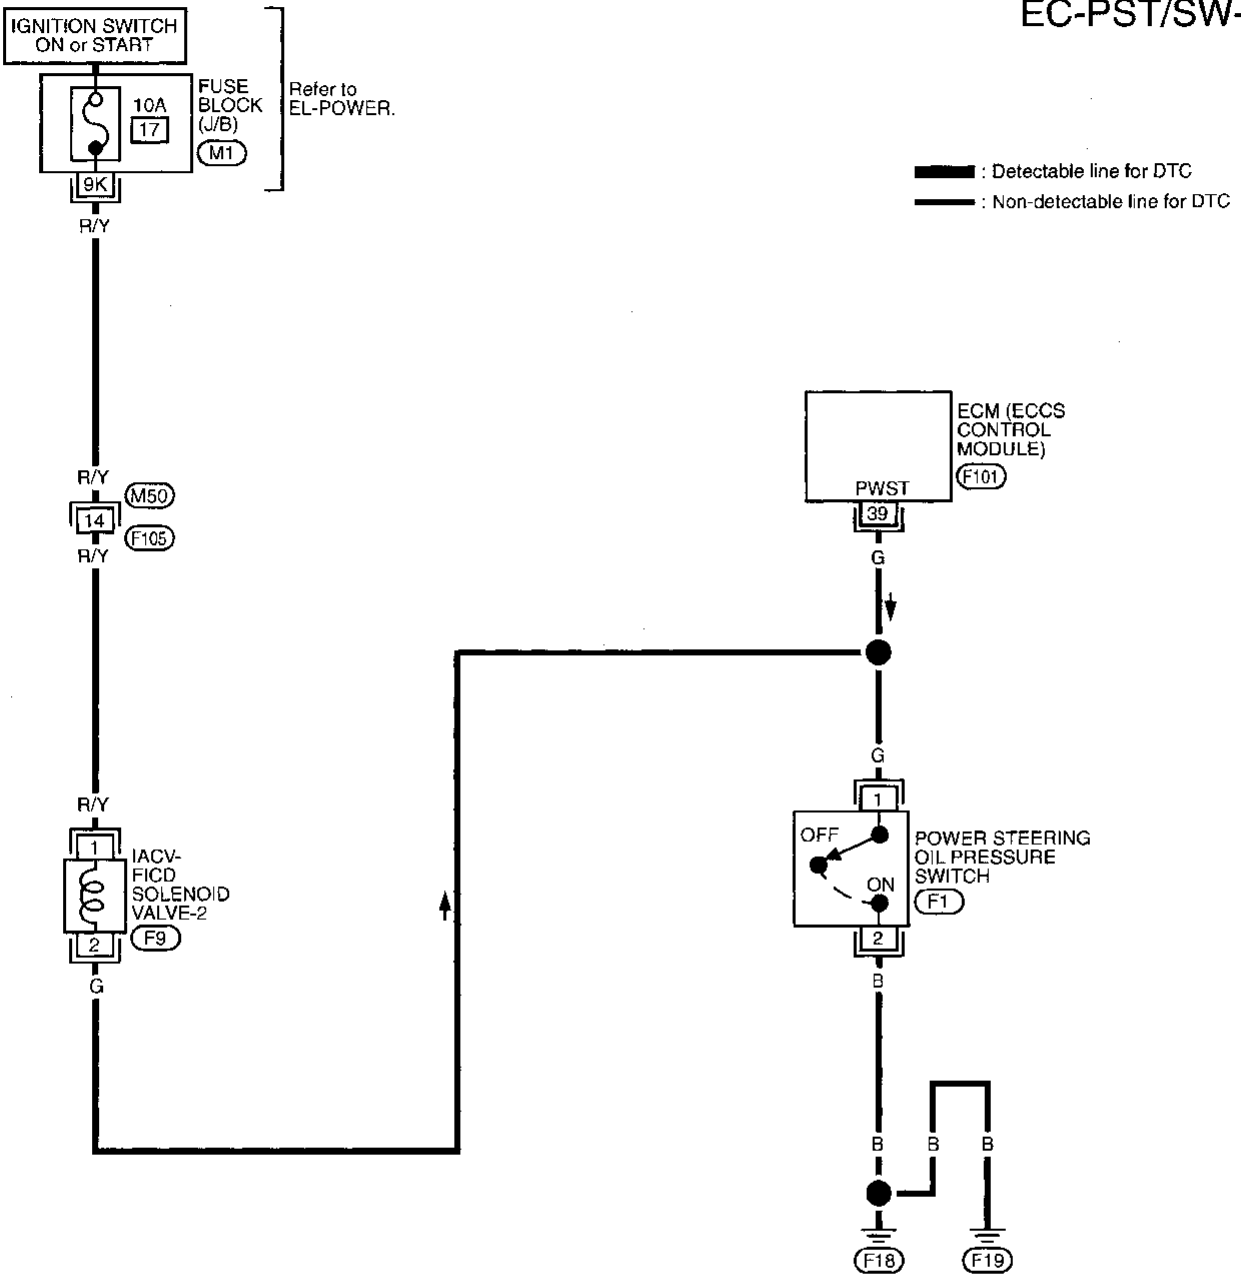 EC-PST/SW-
IGNITION SWITCH
ON or START
FUSE
BLOCK
(J/B)
M1
10A
17
Refer to
EL-POWER.
9K
R/Y
: Detectable line for DTC
: Non-detectable line for DTC
R/Y
M50
14
F105
R/Y
ECM (ECCS
CONTROL
MODULE)
F101
PWST
39
G
G
R/Y
1
IACV-
FICD
SOLENOID
VALVE-2
F9
2
G
1
OFF
ON
POWER STEERING
OIL PRESSURE
SWITCH
F1
2
B
B
B
B
F18
F19